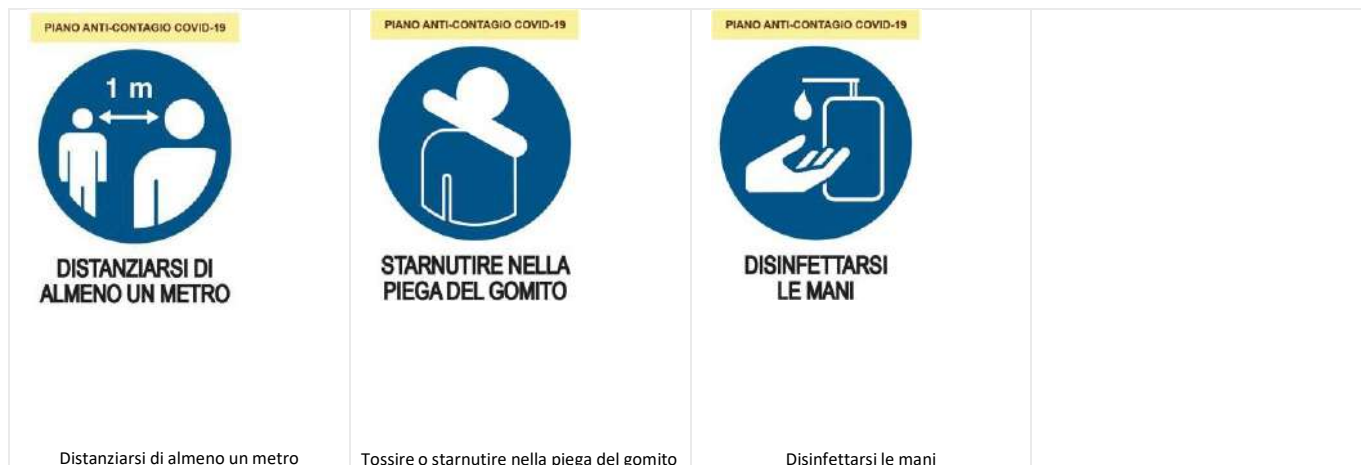 PIANO ANTI-CONTAGIO COVID-19
1 m
DISTANZIARSI DI
ALMENO UN METRO
Distanziarsi di almeno un metro
PIANO ANTI-CONTAGIO COVID-19
STARNUTIRE NELLA
PIEGA DEL GOMITO
Tossire o starnutire nella piega del gomito
PIANO ANTI-CONTAGIO COVID-19
DISINFETTARSI
LE MANI
Disinfettarsi le mani